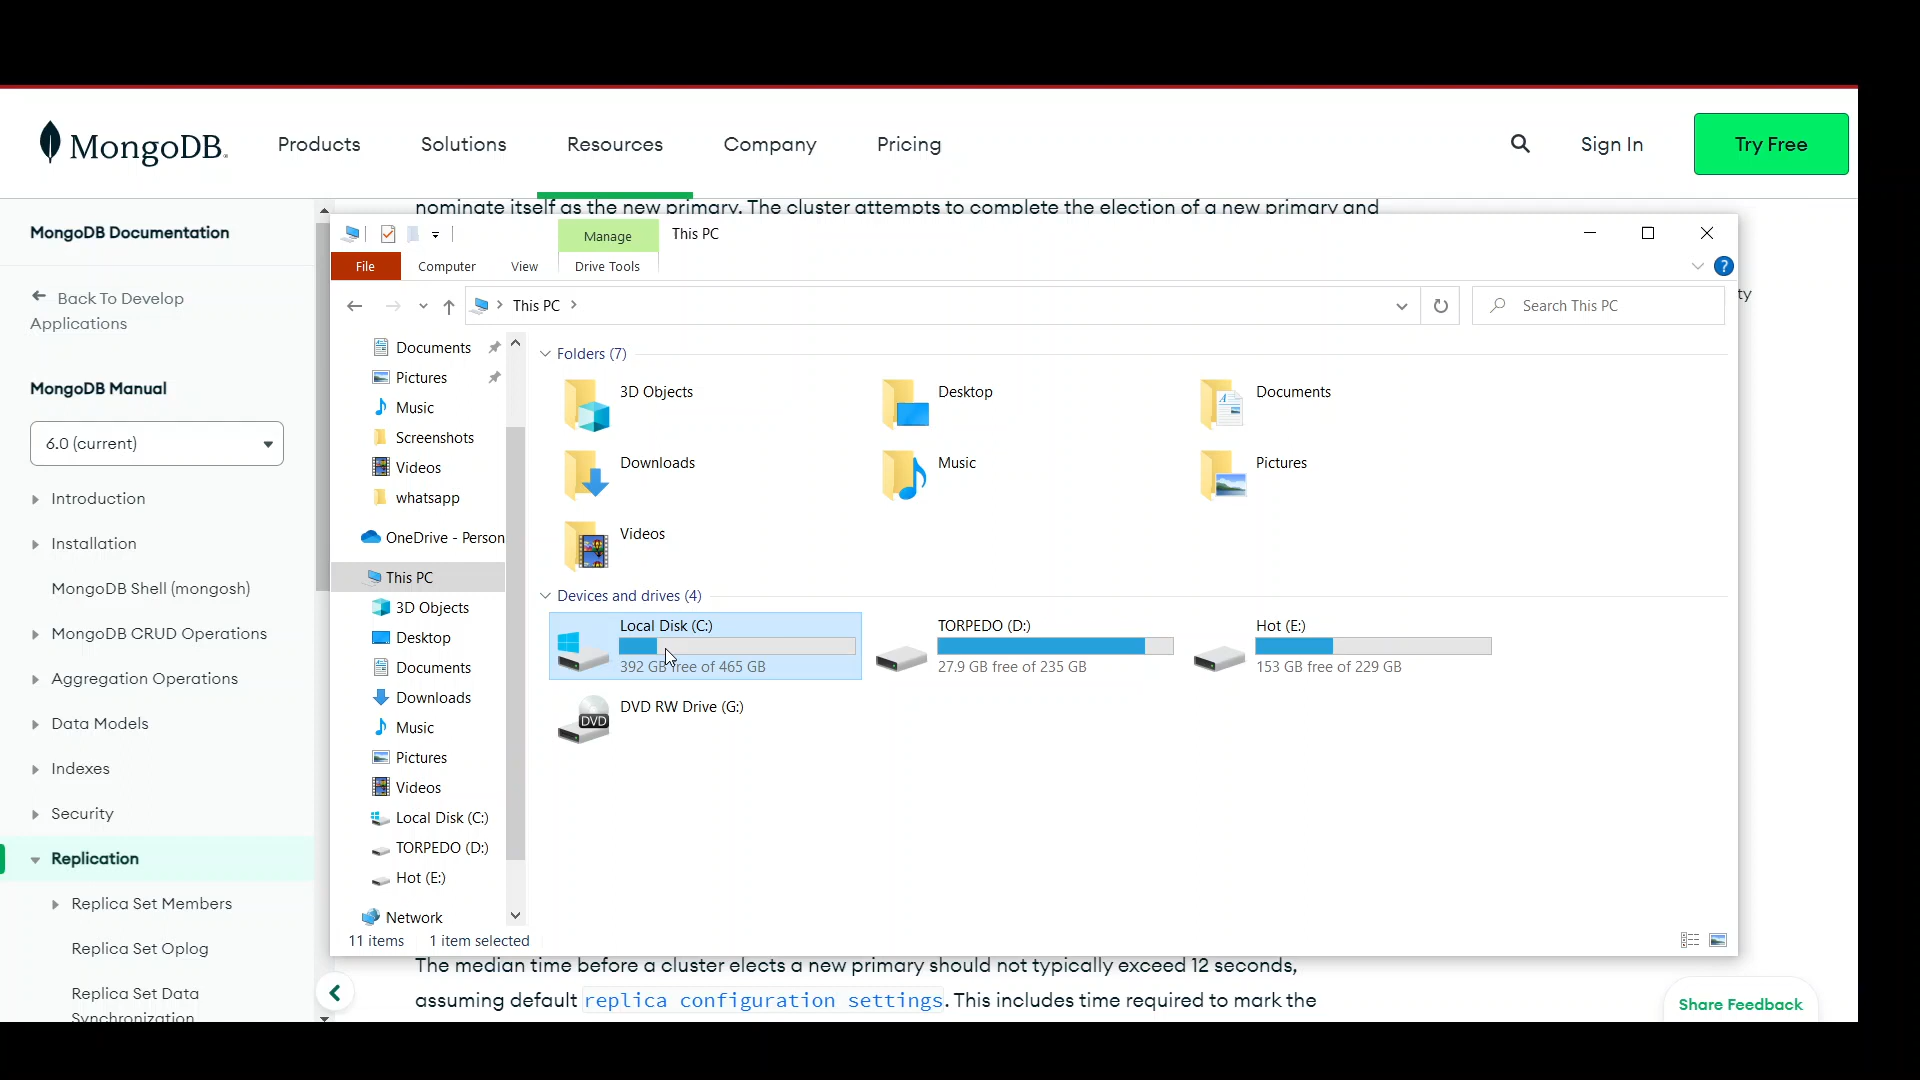 MongoDB.
Products
Solutions
Resources
Company
Pricing
Sign In
Try Free
MongoDB Documentation
Back To Develop
Applications
MongoDB Manual
6.0 (current)
Introduction
Installation
MongoDB Shell (mongosh)
MongoDB CRUD Operations
Aggregation Operations
Data Models
Indexes
Security
Replication
Replica Set Members
Replica Set Oplog
Replica Set Data
Synchronization
nominate itself as the new primary. The cluster attempts to complete the election of a new primary and
ty
Manage
This PC
File
Computer
View
Drive Tools
?
This PC
Search This PC
Documents
Pictures
Music
Screenshots
Videos
whatsapp
OneDrive - Person
This PC
3D Objects
Desktop
Documents
Downloads
Music
Pictures
Videos
Local Disk (C:)
TORPEDO (D:)
Hot (E:)
Network
Folders (7)
3D Objects
Desktop
Documents
Downloads
Music
Pictures
Videos
Devices and drives (4)
Local Disk (C:)
392 GB free of 465 GB
TORPEDO (D:)
27.9 GB free of 235 GB
Hot (E:)
153 GB free of 229 GB
DVD
DVD RW Drive (G:)
11 items
1 item selected
The median time before a cluster elects a new primary should not typically exceed 12 seconds,
assuming default replica configuration settings. This includes time required to mark the
Share Feedback